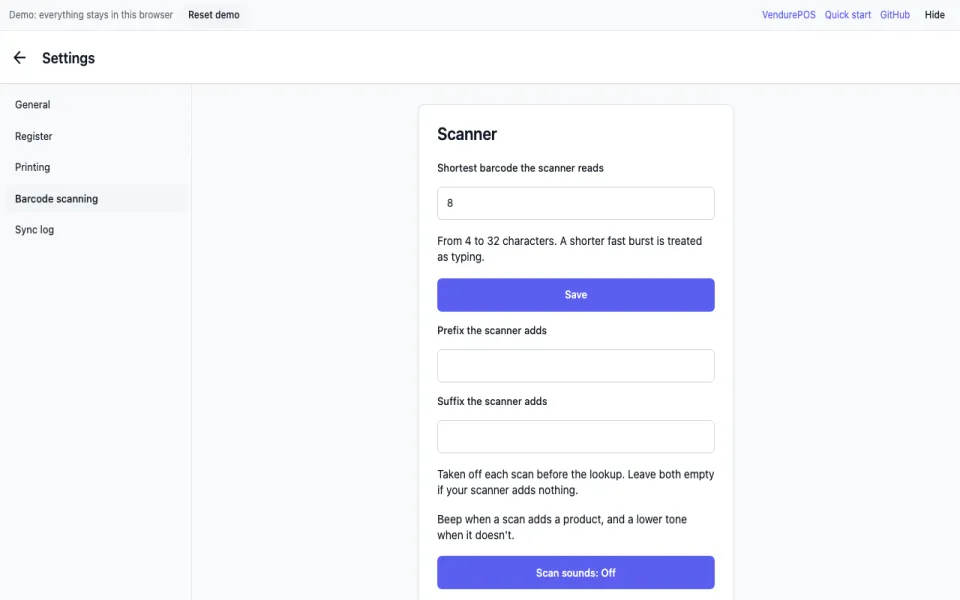 Demo: everything stays in this browser Reset demo VendurePOS Quick start GitHub Hide
Settings
General
Register
Printing
Barcode scanning
Sync log
Scanner
Shortest barcode the scanner reads
8
From 4 to 32 characters. A shorter fast burst is treated
as typing.
Save
Prefix the scanner adds
Suffix the scanner adds
Taken off each scan before the lookup. Leave both empty
if your scanner adds nothing.
Beep when a scan adds a product, and a lower tone
when it doesn't.
Scan sounds: Off